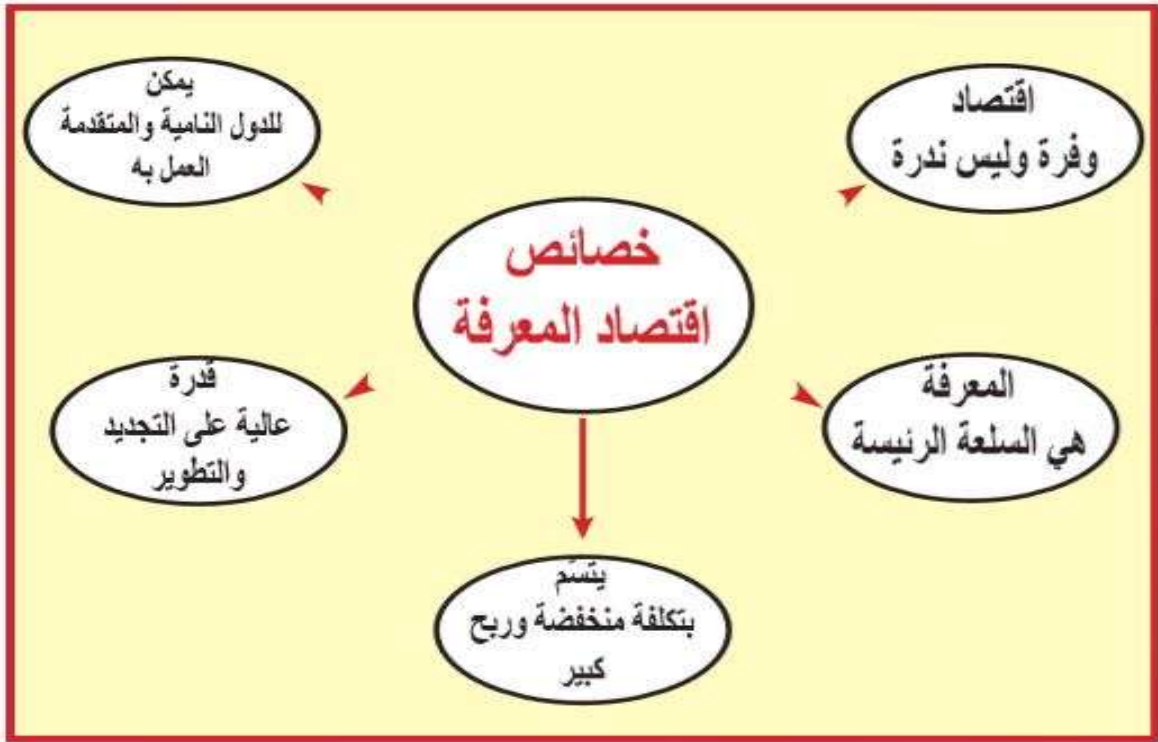 خصائص
اقتصاد المعرفة
اقتصاد
وفرة وليس ندرة
المعرفة
هي السلعة الرئيسة
يتسم
بتكلفة منخفضة وربح
كبير
قدرة
عالية على التجديد
والتطوير
يمكن
للدول النامية والمتقدمة
العمل به